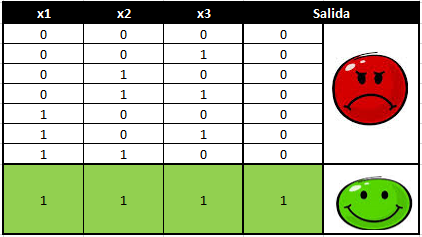 x1 x2 x3 Salida
0 0 0 0
0 0 1 0
0 1 0 0
0 1 1 0
1 0 0 0
1 0 1 0
1 1 0 0
1 1 1 1